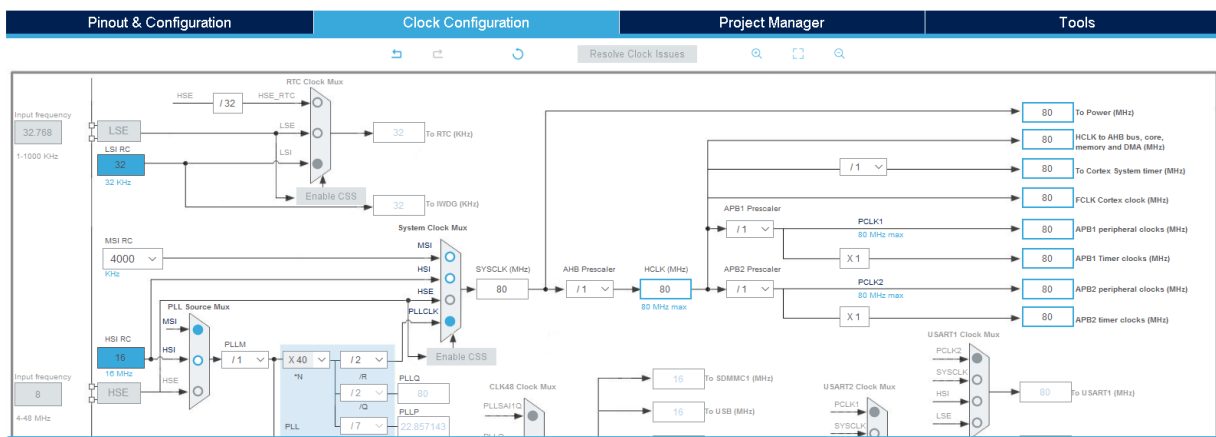 Pinout & Configuration
Clock Configuration
Project Manager
Tools
Resolve Clock Issues
RTC Clock Mux
HSE
/ 32
HSE_RTC
Input frequency
32.768
1-1000 KHz
LSE
LSE
LSI RC
32
32 KHz
LSI
32
To RTC (KHz)
Enable CSS
32
To IWDG (KHz)
80
To Power (MHz)
80
HCLK to AHB bus, core,
memory and DMA (MHz)
/ 1
80
To Cortex System timer (MHz)
80
FCLK Cortex clock (MHz)
APB1 Prescaler
/ 1
PCLK1
80 MHz max
80
APB1 peripheral clocks (MHz)
X 1
80
APB1 Timer clocks (MHz)
System Clock Mux
MSI RC
4000
KHz
MSI
HSI
HSE
PLLCLK
SYSCLK (MHz)
80
AHB Prescaler
/ 1
HCLK (MHz)
80
80 MHz max
APB2 Prescaler
/ 1
PCLK2
80 MHz max
80
APB2 peripheral clocks (MHz)
X 1
80
APB2 timer clocks (MHz)
Enable CSS
PLL Source Mux
MSI
HSI
HSE
HSI RC
16
16 MHz
Input frequency
8
4-48 MHz
HSE
PLLM
/ 1
X 40
*N
/ 2
/R
/ 2
/Q
PLLQ
80
PLL
/ 7
PLLP
22.857143
CLK48 Clock Mux
PLLSAI1Q
PLLQ
16
To SDMMC1 (MHz)
16
To USB (MHz)
USART2 Clock Mux
PCLK1
SYSCLK
USART1 Clock Mux
PCLK2
SYSCLK
HSI
LSE
80
To USART1 (MHz)